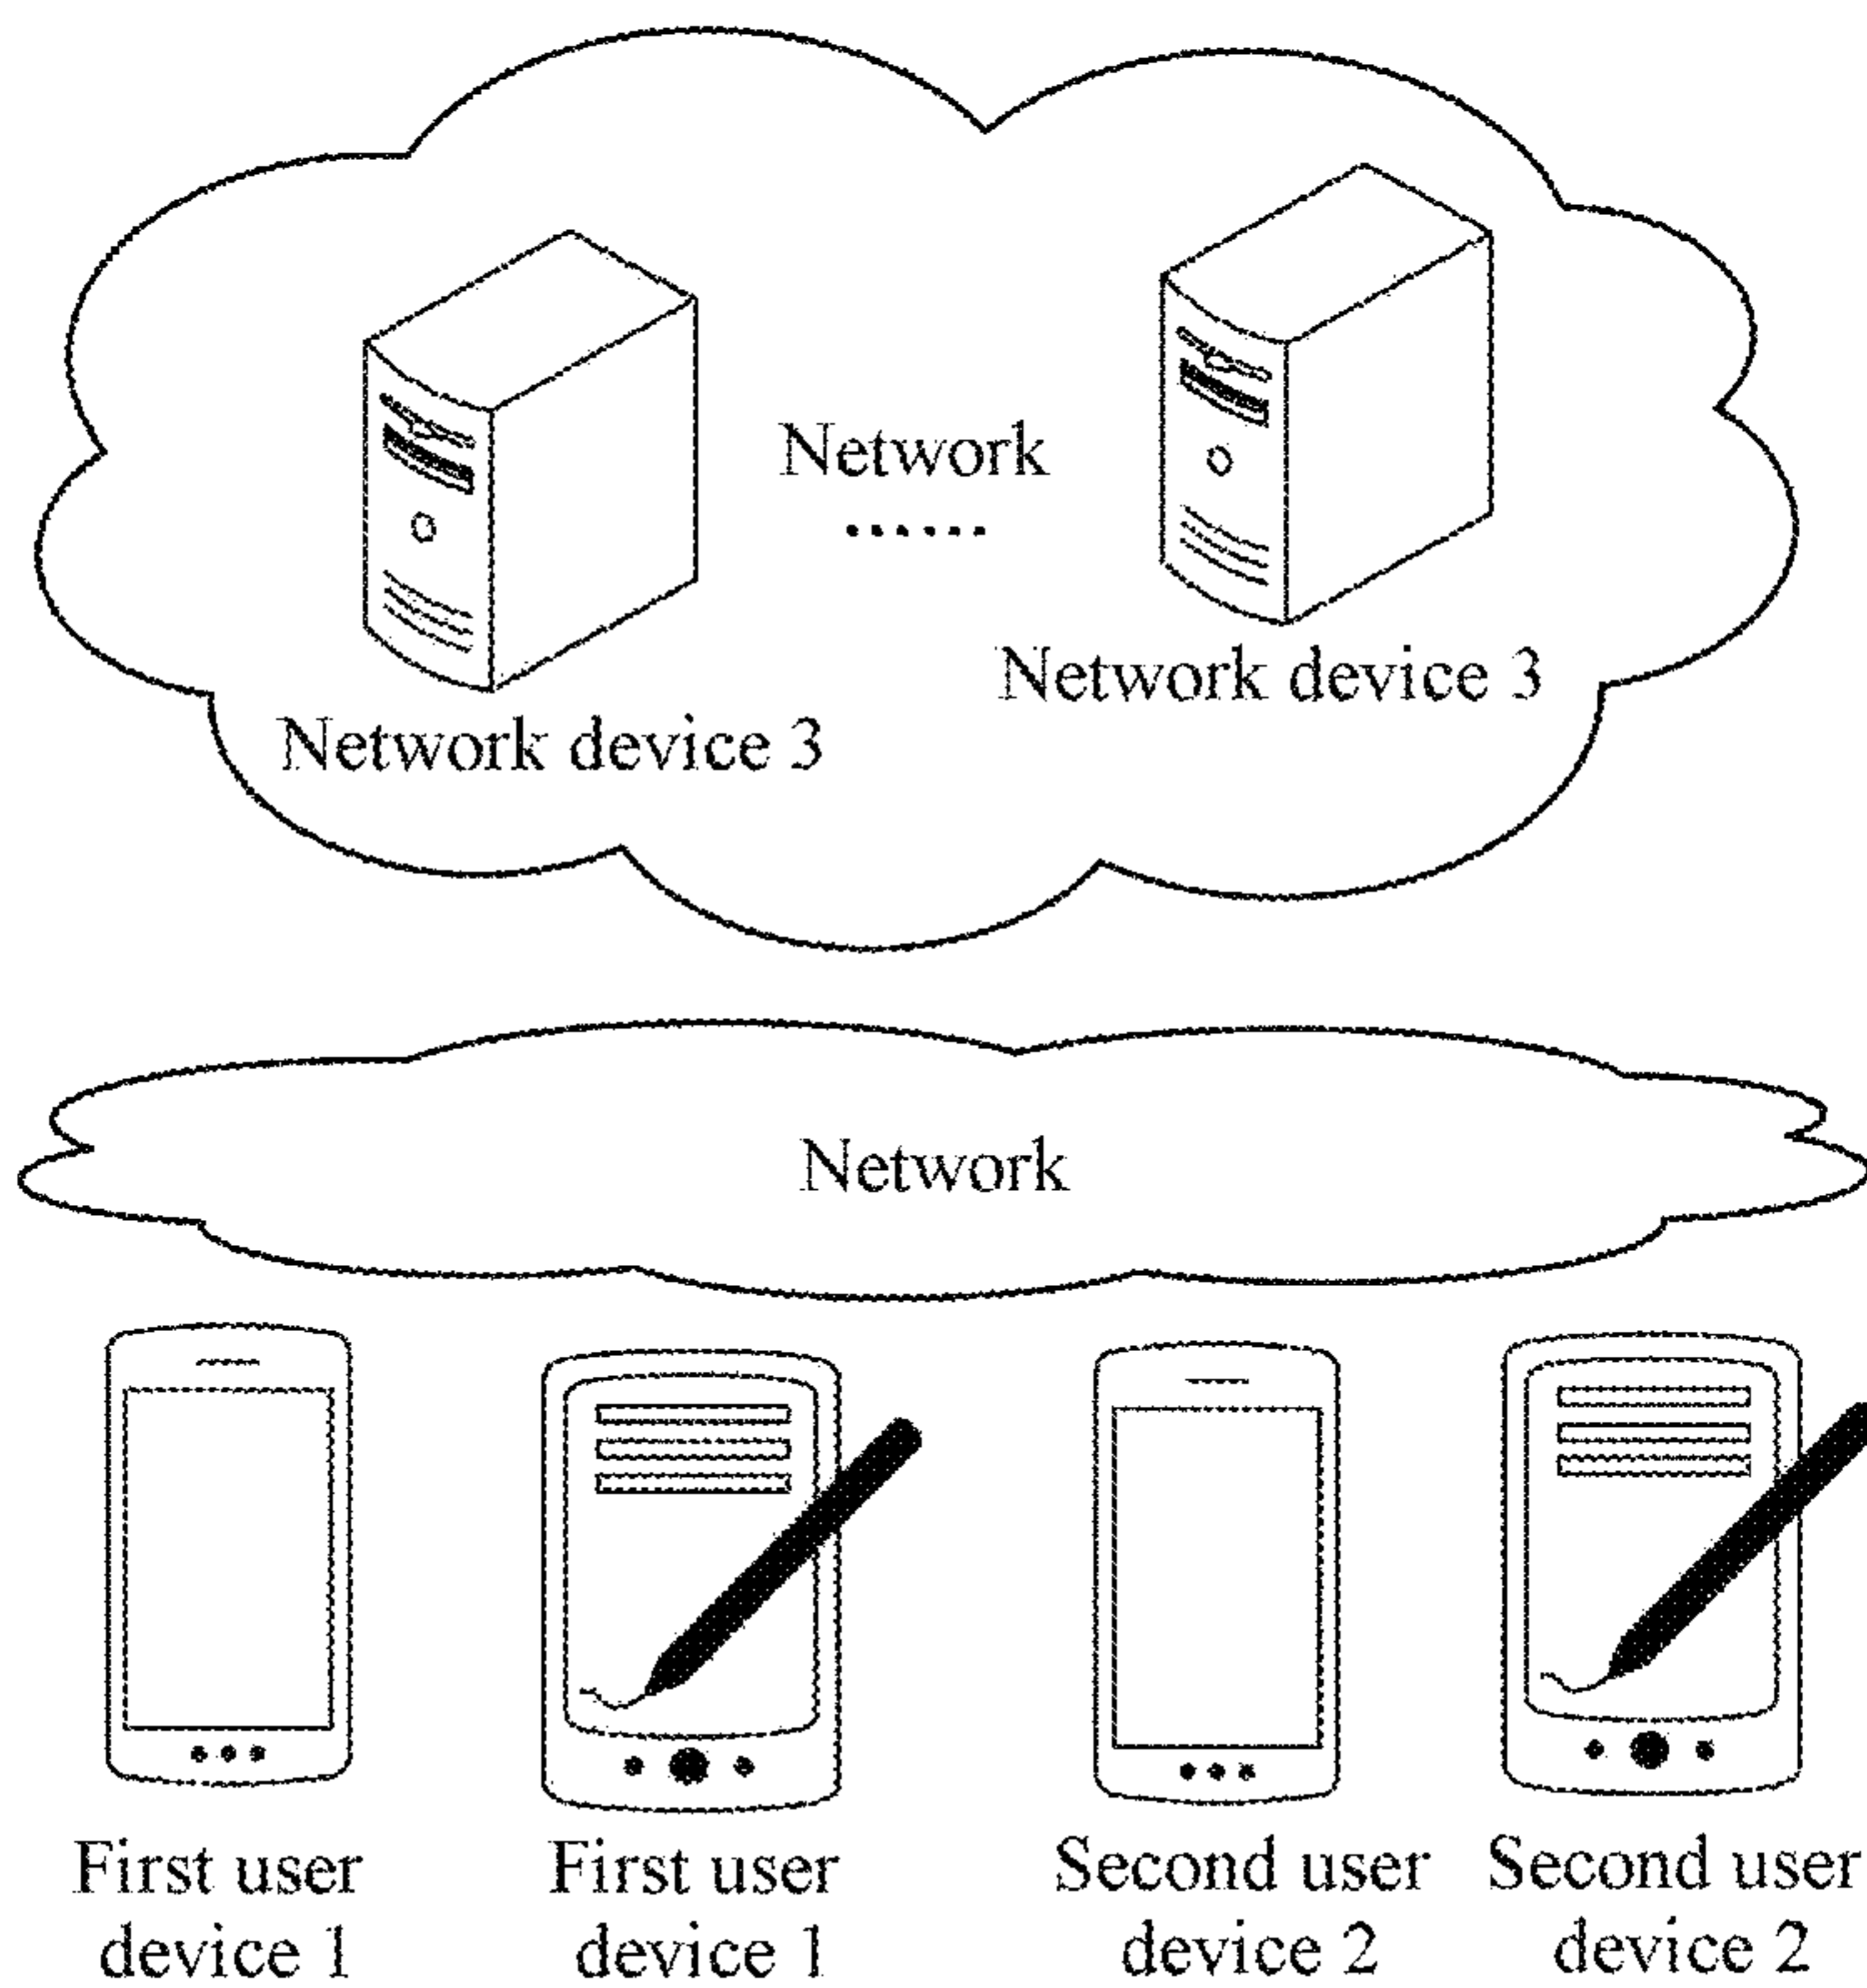 Network
......
Network device 3
Network device 3
Network
First user
device 1
First user
device 1
Second user
device 2
Second user
device 2